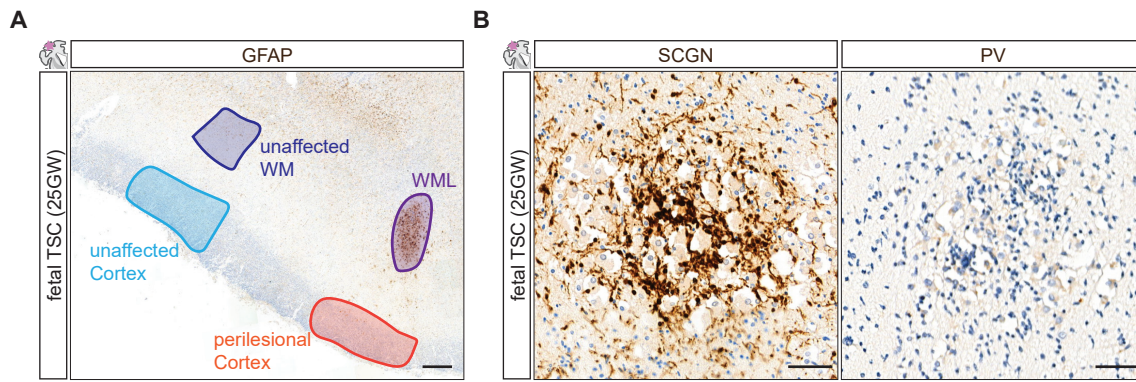 A
B
GFAP
SCGN
PV
fetal TSC (25GW)
unaffected
WM
WML
unaffected
Cortex
perilesional
Cortex
fetal TSC (25GW)